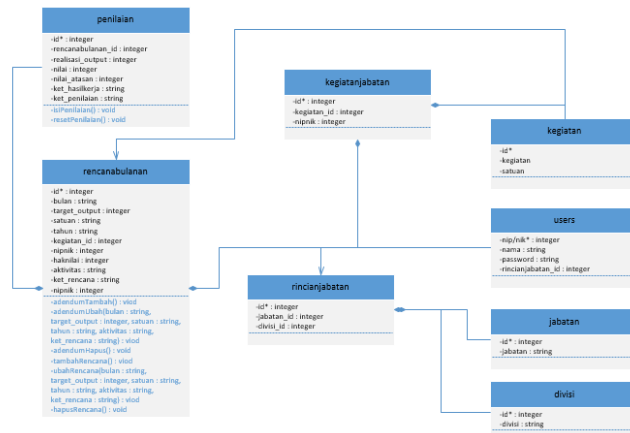 penilaian
-id* : integer
-rencanabulanan_id : integer
-realisasi_output : integer
-nilai : integer
-nilai_atasan : integer
-ket_hasilkerja : string
-ket_penilaian : string
-isiPenilaian() : void
-resetPenilaian() : void
kegiatanjabatan
-id* : integer
-kegiatan_id : integer
-nipnik : integer
kegiatan
-id*
-kegiatan
-satuan
rencanabulanan
-id* : integer
-bulan : string
-target_output : integer
-satuan : string
-tahun : string
-kegiatan_id : integer
-nipnik : integer
-haknilai : integer
-aktivitas : string
-ket_rencana : string
-nipnik : integer
-adendumTambah() : viod
-adendumUbah(bulan : string,
target_output : integer, satuan : string,
tahun : string, aktivitas : string,
ket_rencana : string) : viod
-adendumHapus() : void
-tambahRencana() : void
-ubahRencana(bulan : string,
target_output : integer, satuan : string,
tahun : string, aktivitas : string,
ket_rencana : string) : viod
-hapusRencana() : void
users
-nip/nik* : integer
-nama : string
-password : string
-rincianjabatan_id : integer
rincianjabatan
-id* : integer
-jabatan_id : integer
-divisi_id : integer
jabatan
-id* : integer
-jabatan : string
divisi
-id* : integer
-divisi : string